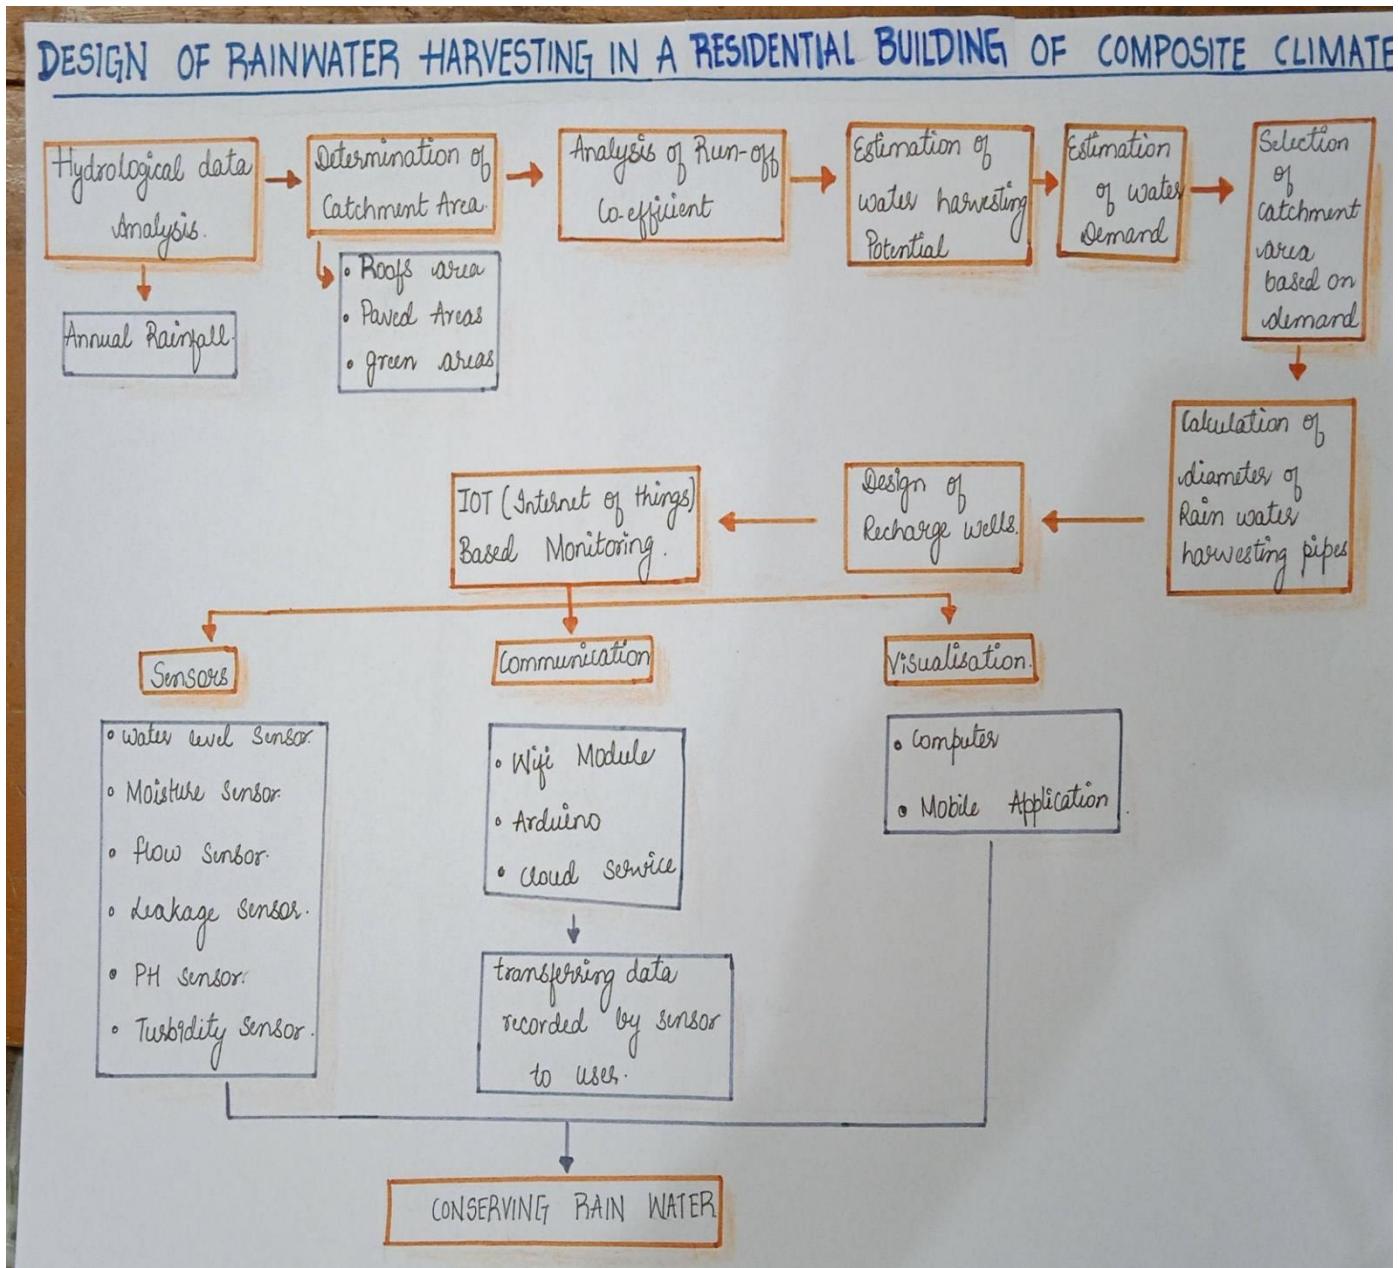 DESIGN OF RAINWATER HARVESTING IN A RESIDENTIAL BUILDING OF COMPOSITE CLIMATE
Hydrological data
Analysis.
Annual Rainfall.
Determination of
Catchment Area.
• Roofs area
• Paved Areas
• green areas
Analysis of Run-off
Co-efficient
Estimation of
water harvesting
Potential
Estimation
of water
Demand
Selection
of
catchment
area
based on
demand
Calculation of
diameter of
Rain water
harvesting pipes
Design of
Recharge wells.
IOT (Internet of things)
Based Monitoring.
Sensors
• water level sensor.
• Moisture sensor.
• flow sensor.
• Leakage sensor.
• PH sensor.
• Turbidity sensor.
Communication
• Wifi Module
• Arduino
• cloud service
transferring data
recorded by sensor
to user.
Visualisation.
• Computer
• Mobile Application.
CONSERVING RAIN WATER